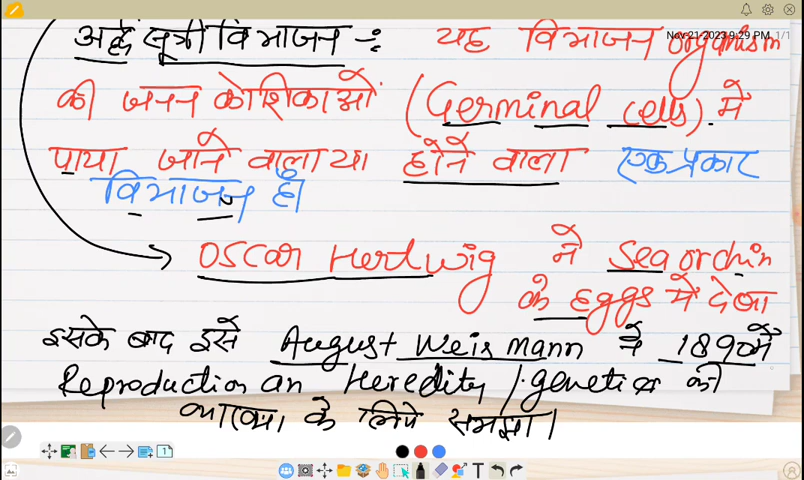 अर्द्धसूत्री विभाजन -: यह विभाजन organism
Nov 21 2023 9:29 PM 1/1
की जनन कोशिकाओं (Germinal cells) में
पाया जाने वाला या होने वाला एक प्रकार
विभाजन है।
OSCAR Hertwig ने Sea orchin
के Eggs में देखा
इसके बाद इसे August Weismann ने 1890 में
Reproduction an Heredity / genetics की
व्याख्या के लिये समझा।